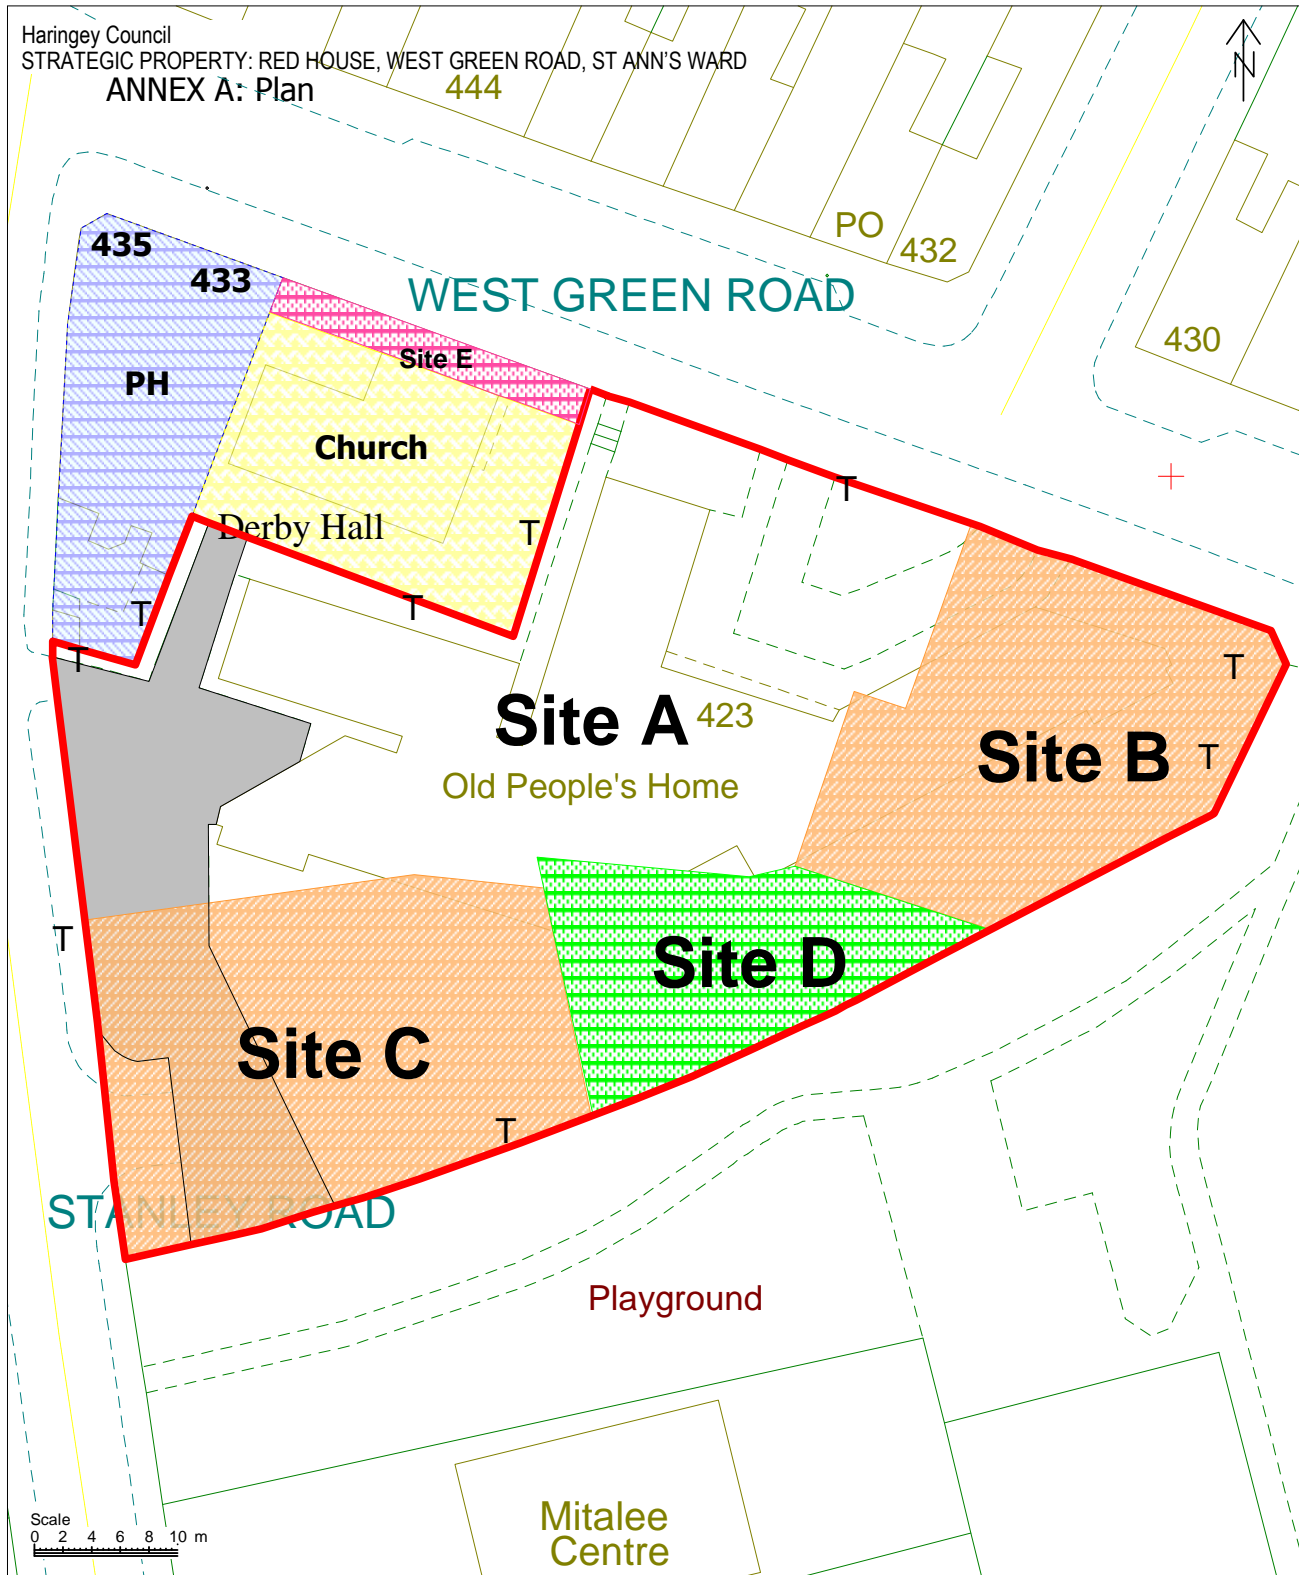 Haringey Council
STRATEGIC PROPERTY: RED HOUSE, WEST GREEN ROAD, ST ANN'S WARD
ANNEX A: Plan
N
444
PO
432
430
435
433
WEST GREEN ROAD
Site E
PH
Church
Derby Hall
T
T
T
T
T
T
T
T
T
Site A
423
Old People's Home
Site B
Site D
Site C
STANLEY ROAD
Playground
Mitalee
Centre
Scale
0 2 4 6 8 10 m